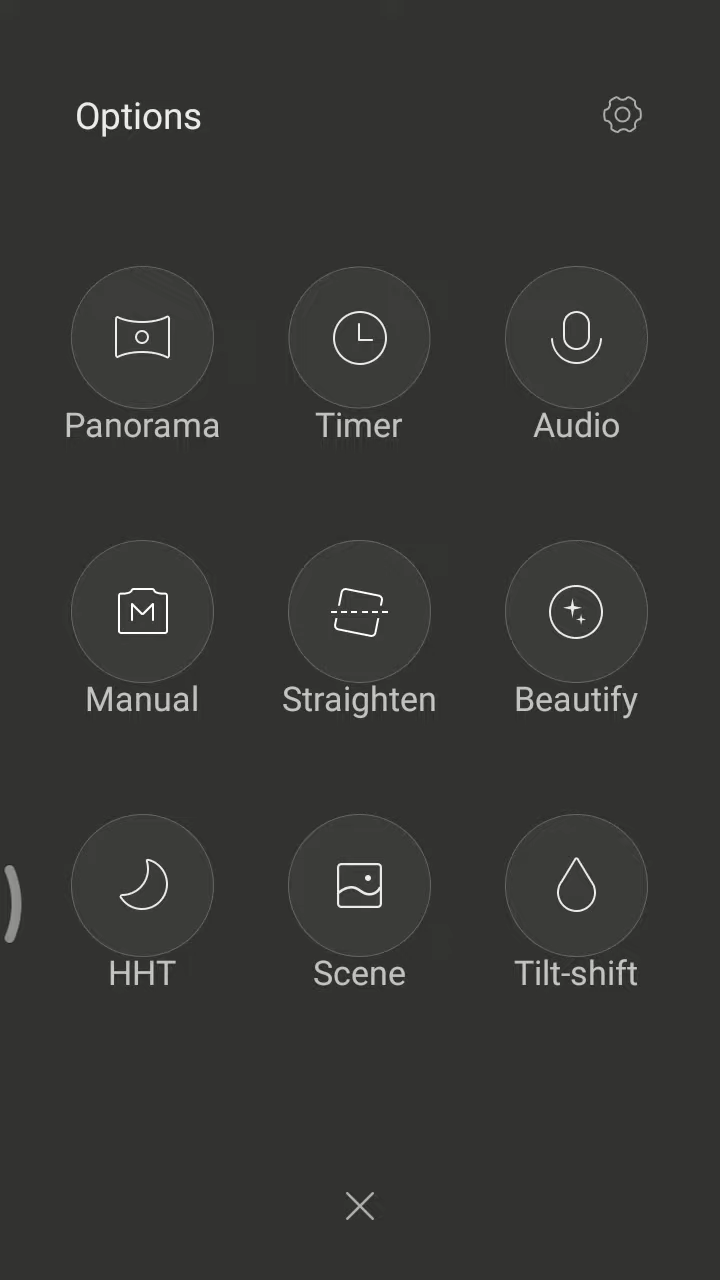 Options
Panorama
Timer
Audio
Manual
Straighten
Beautify
HHT
Scene
Tilt-shift